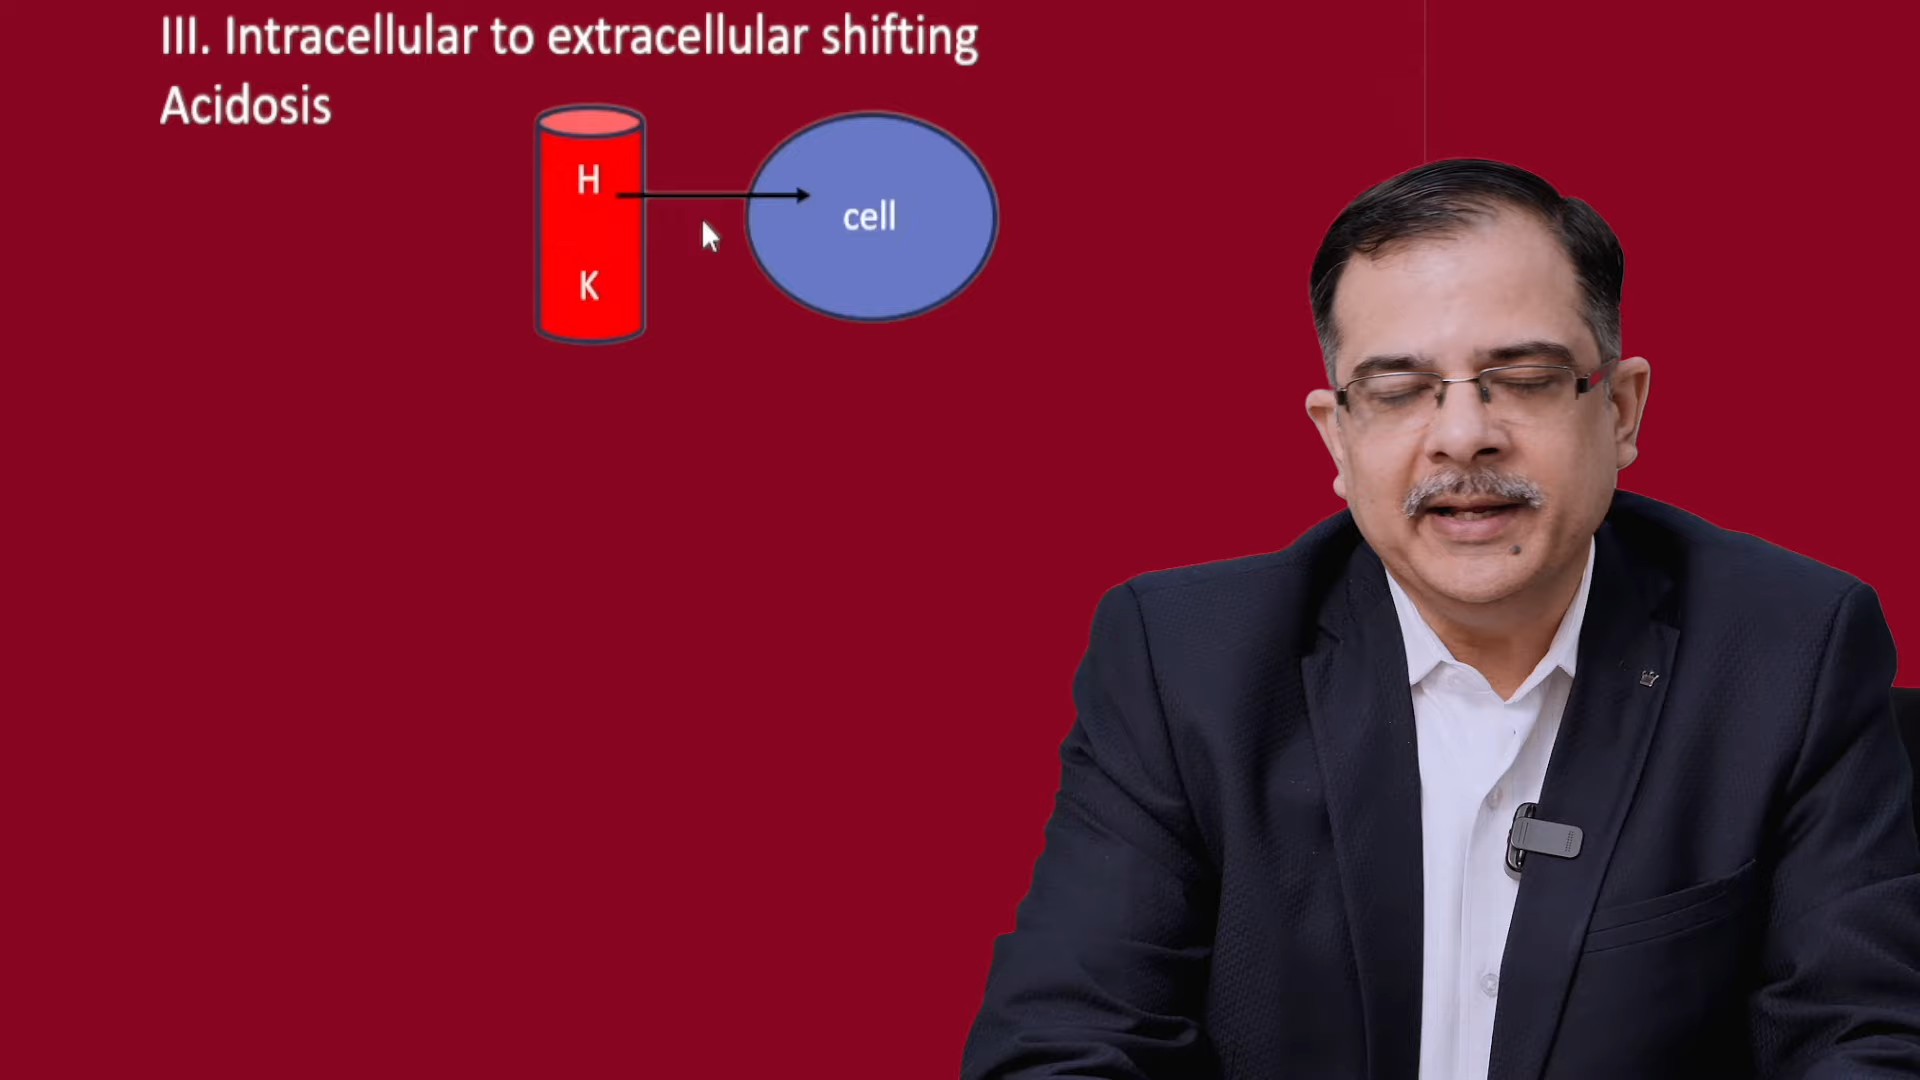 III. Intracellular to extracellular shifting
Acidosis
H
cell
K